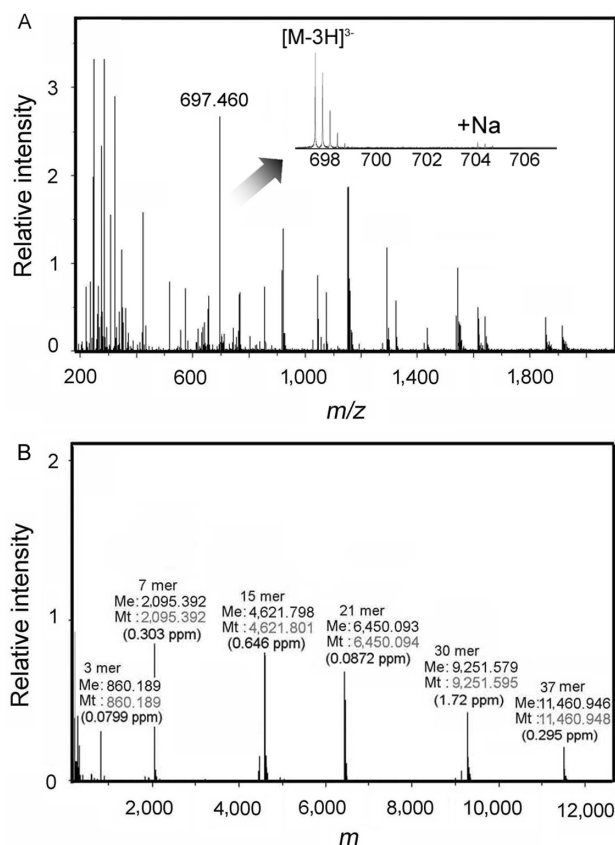 A
Relative intensity
3
2
1
0
697.460
[M-3H]³⁻
+Na
698 700 702 704 706
200 600 1,000 1,400 1,800
m/z
B
Relative intensity
2
1
0
3 mer
Me: 860.189
Mt : 860.189
(0.0799 ppm)
7 mer
Me: 2,095.392
Mt : 2,095.392
(0.303 ppm)
15 mer
Me: 4,621.798
Mt : 4,621.801
(0.646 ppm)
21 mer
Me: 6,450.093
Mt : 6,450.094
(0.0872 ppm)
30 mer
Me: 9,251.579
Mt : 9,251.595
(1.72 ppm)
37 mer
Me: 11,460.946
Mt : 11,460.948
(0.295 ppm)
2,000 4,000 6,000 8,000 10,000 12,000
m